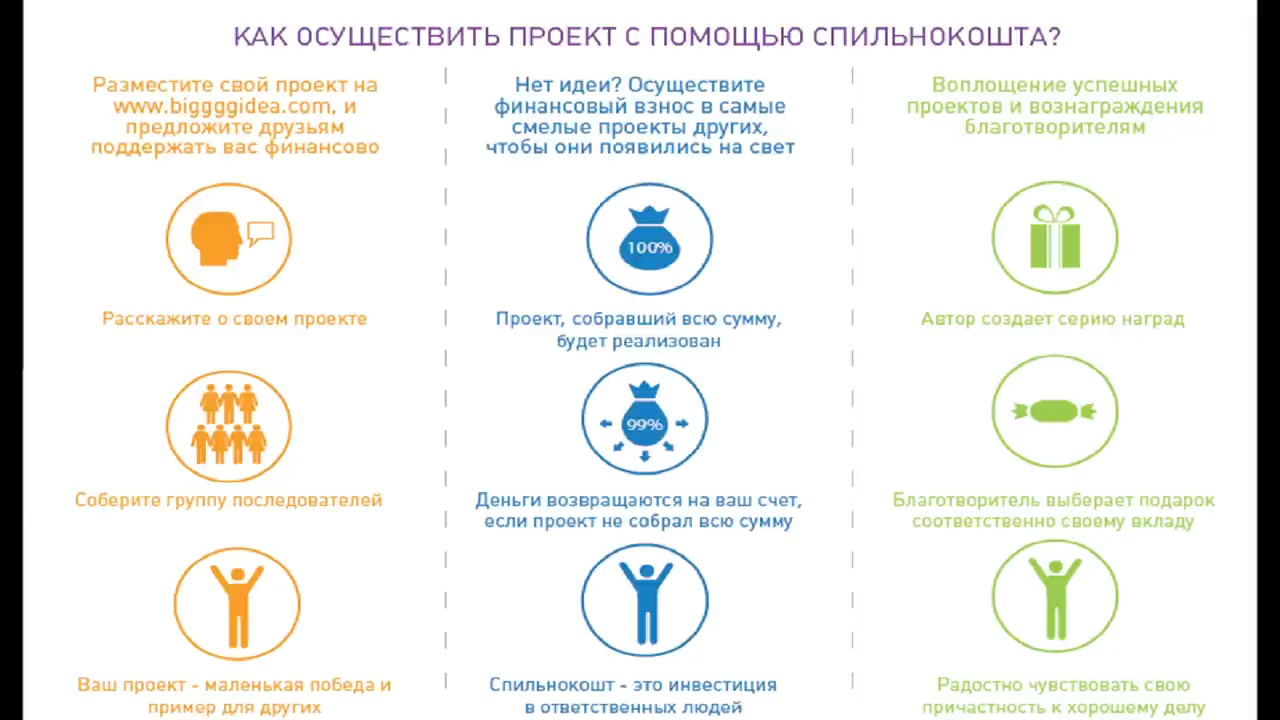 КАК ОСУЩЕСТВИТЬ ПРОЕКТ С ПОМОЩЬЮ СПИЛЬНОКОШТА?
Разместите свой проект на
www.biggggidea.com, и
предложите друзьям
поддержать вас финансово
Расскажите о своем проекте
Соберите группу последователей
Ваш проект - маленькая победа и
пример для других
Нет идеи? Осуществите
финансовый взнос в самые
смелые проекты других,
чтобы они появились на свет
100%
Проект, собравший всю сумму,
будет реализован
99%
Деньги возвращаются на ваш счет,
если проект не собрал всю сумму
Спильнокошт - это инвестиция
в ответственных людей
Воплощение успешных
проектов и вознаграждения
благотворителям
Автор создает серию наград
Благотворитель выберает подарок
соответственно своему вкладу
Радостно чувствовать свою
причастность к хорошему делу